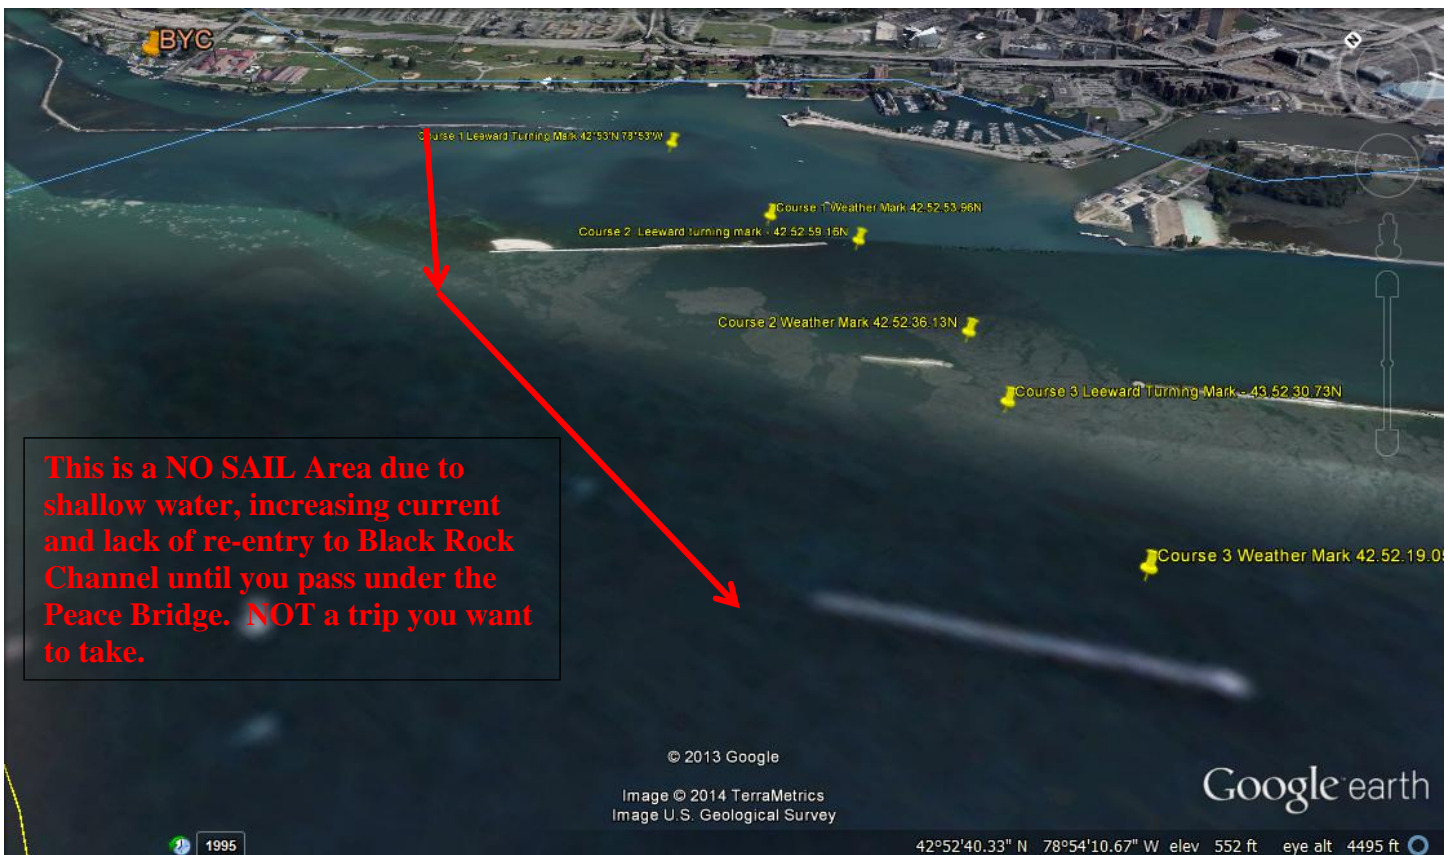 BYC
Course 1 Leeward Turning Mark 42°53'N 78°53'W
Course 1 Weather Mark 42.52.53.96N
Course 2 Leeward turning mark - 42.52.59.16N
Course 2 Weather Mark 42.52.36.13N
Course 3 Leeward Turning Mark - 43.52.30.73N
This is a NO SAIL Area due to
shallow water, increasing current
and lack of re-entry to Black Rock
Channel until you pass under the
Peace Bridge. NOT a trip you want
to take.
Course 3 Weather Mark 42.52.19.05
© 2013 Google
Image © 2014 TerraMetrics
Image U.S. Geological Survey
Google earth
1995
42°52'40.33" N 78°54'10.67" W elev 552 ft eye alt 4495 ft
N